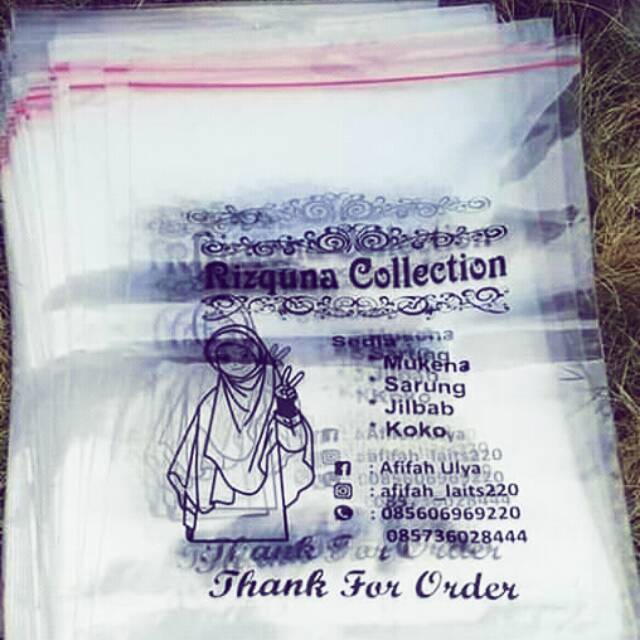 Rizquna Collection
Sedia
* Mukena
* Sarung
* Jilbab
* Koko
: Afifah Ulya
: afifah_laits220
: 085606969220
085736028444
Thank For Order